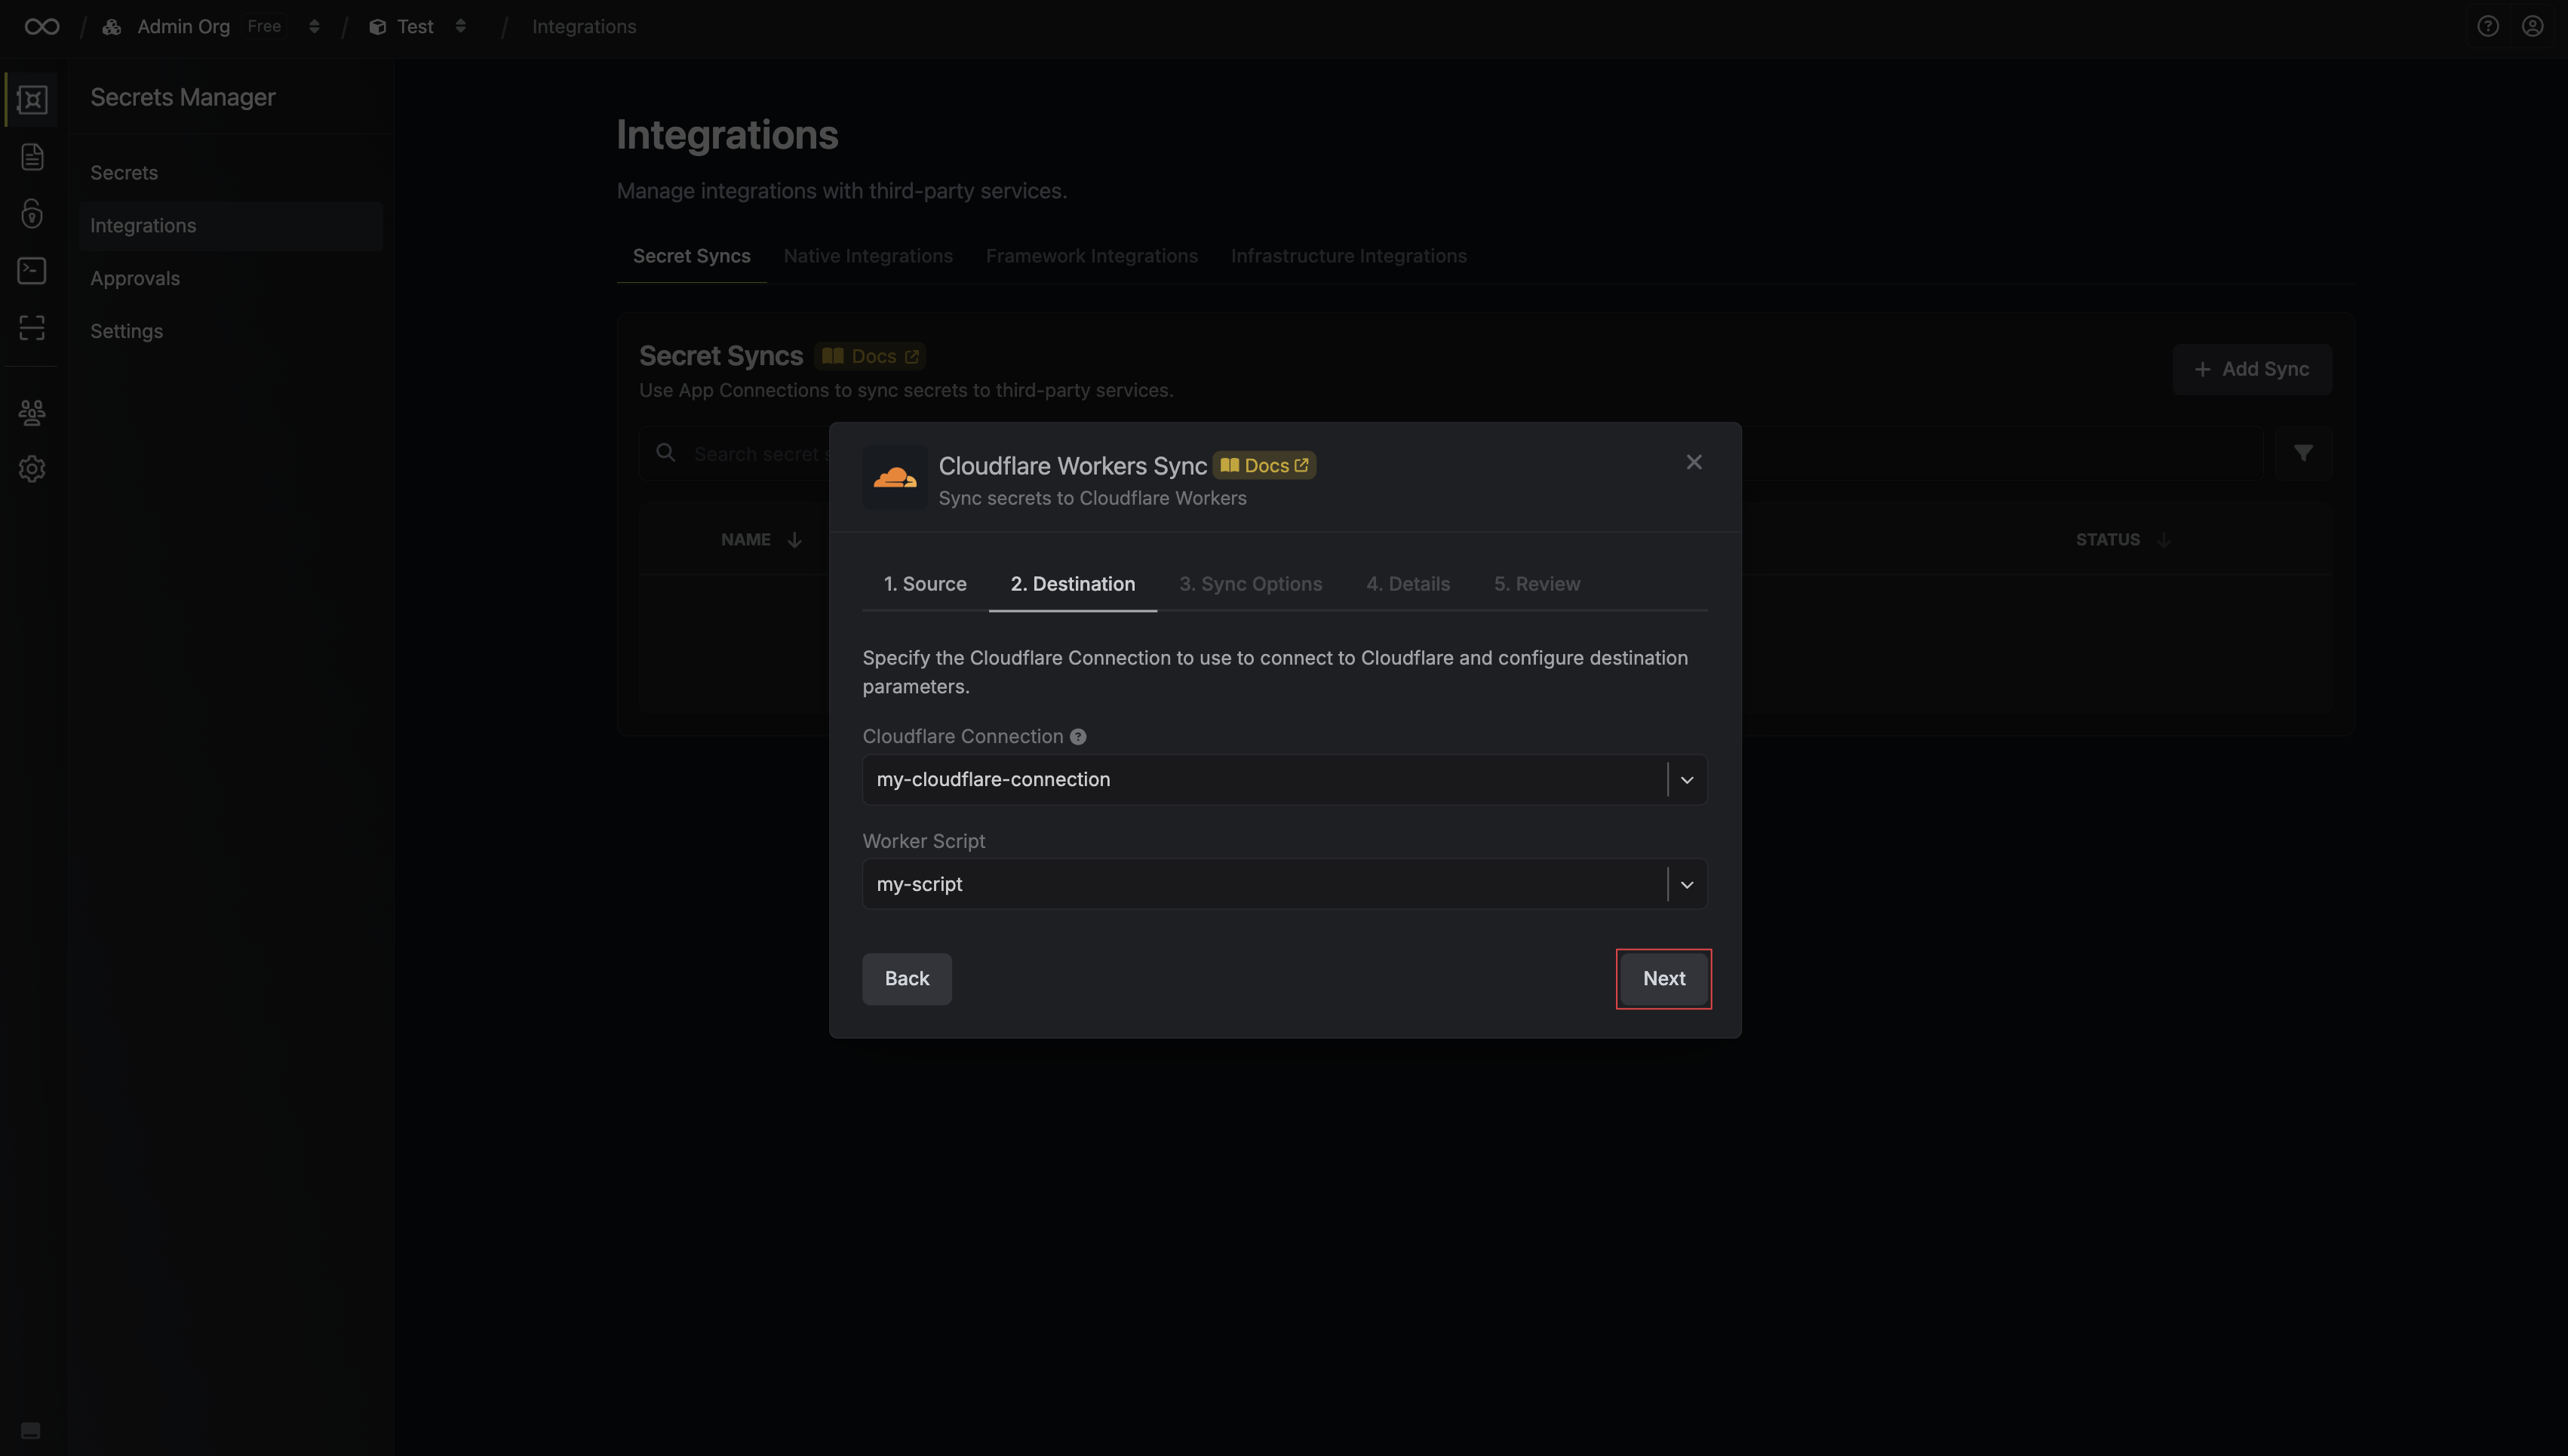 Admin Org Free Test Integrations
Secrets Manager
Secrets
Integrations
Approvals
Settings
Integrations
Manage integrations with third-party services.
Secret Syncs Native Integrations Framework Integrations Infrastructure Integrations
Secret Syncs Docs
Use App Connections to sync secrets to third-party services.
Add Sync
Search secret
NAME
STATUS
Cloudflare Workers Sync Docs
Sync secrets to Cloudflare Workers
1. Source 2. Destination 3. Sync Options 4. Details 5. Review
Specify the Cloudflare Connection to use to connect to Cloudflare and configure destination
parameters.
Cloudflare Connection
my-cloudflare-connection
Worker Script
my-script
Back
Next